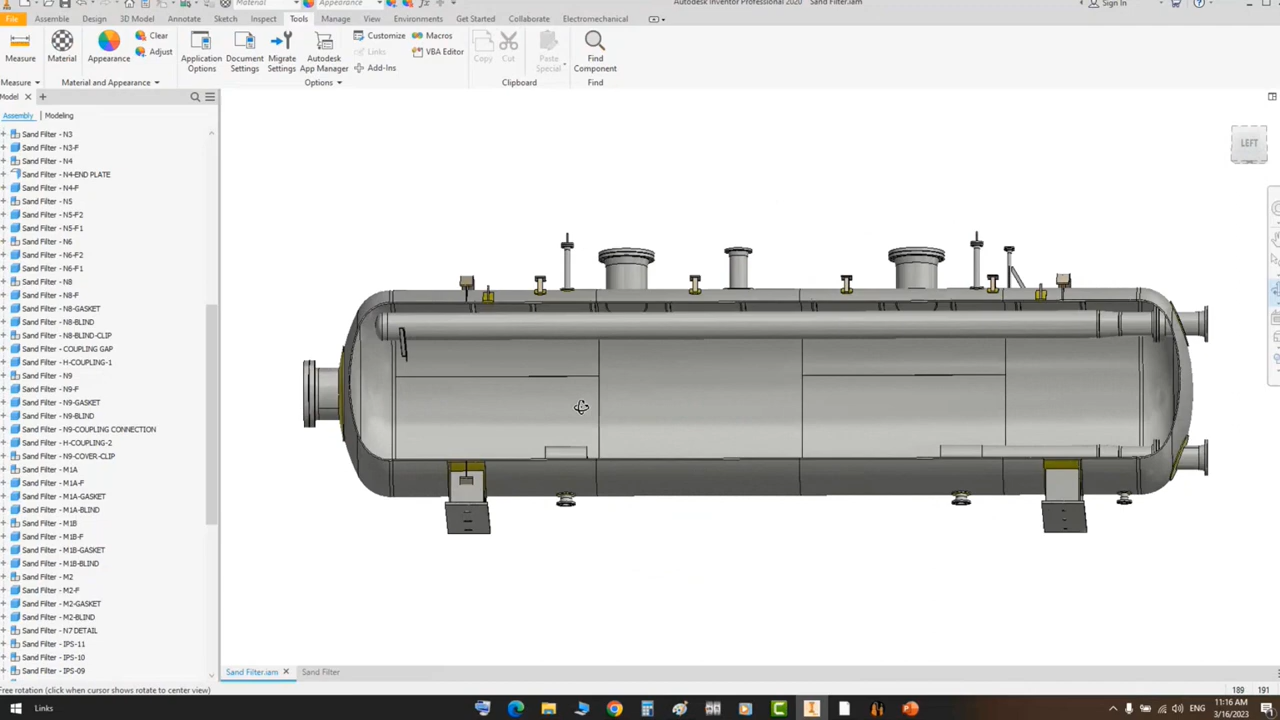 Material
Appearance
Autodesk Inventor Professional 2020 Sand Filter.iam
Sign In
File
Assemble
Design
3D Model
Annotate
Sketch
Inspect
Tools
Manage
View
Environments
Get Started
Collaborate
Electromechanical
Measure
Material
Appearance
Clear
Adjust
Application Options
Document Settings
Migrate Settings
Autodesk App Manager
Customize
Links
Add-Ins
Macros
VBA Editor
Copy
Cut
Paste Special
Find Component
Measure
Material and Appearance
Options
Clipboard
Find
Model
Assembly
Modeling
Sand Filter - N3
Sand Filter - N3-F
Sand Filter - N4
Sand Filter - N4-END PLATE
Sand Filter - N4-F
Sand Filter - N5
Sand Filter - N5-F2
Sand Filter - N5-F1
Sand Filter - N6
Sand Filter - N6-F2
Sand Filter - N6-F1
Sand Filter - N8
Sand Filter - N8-F
Sand Filter - N8-GASKET
Sand Filter - N8-BLIND
Sand Filter - N8-BLIND-CLIP
Sand Filter - COUPLING GAP
Sand Filter - H-COUPLING-1
Sand Filter - N9
Sand Filter - N9-F
Sand Filter - N9-GASKET
Sand Filter - N9-BLIND
Sand Filter - N9-COUPLING CONNECTION
Sand Filter - H-COUPLING-2
Sand Filter - N9-COVER-CLIP
Sand Filter - M1A
Sand Filter - M1A-F
Sand Filter - M1A-GASKET
Sand Filter - M1A-BLIND
Sand Filter - M1B
Sand Filter - M1B-F
Sand Filter - M1B-GASKET
Sand Filter - M1B-BLIND
Sand Filter - M2
Sand Filter - M2-F
Sand Filter - M2-GASKET
Sand Filter - M2-BLIND
Sand Filter - N7 DETAIL
Sand Filter - IPS-11
Sand Filter - IPS-10
Sand Filter - IPS-09
LEFT
Sand Filter.iam
Sand Filter
Free rotation (click when cursor shows rotate to center view)
189 191
Links
ENG
11:16 AM
3/16/2023